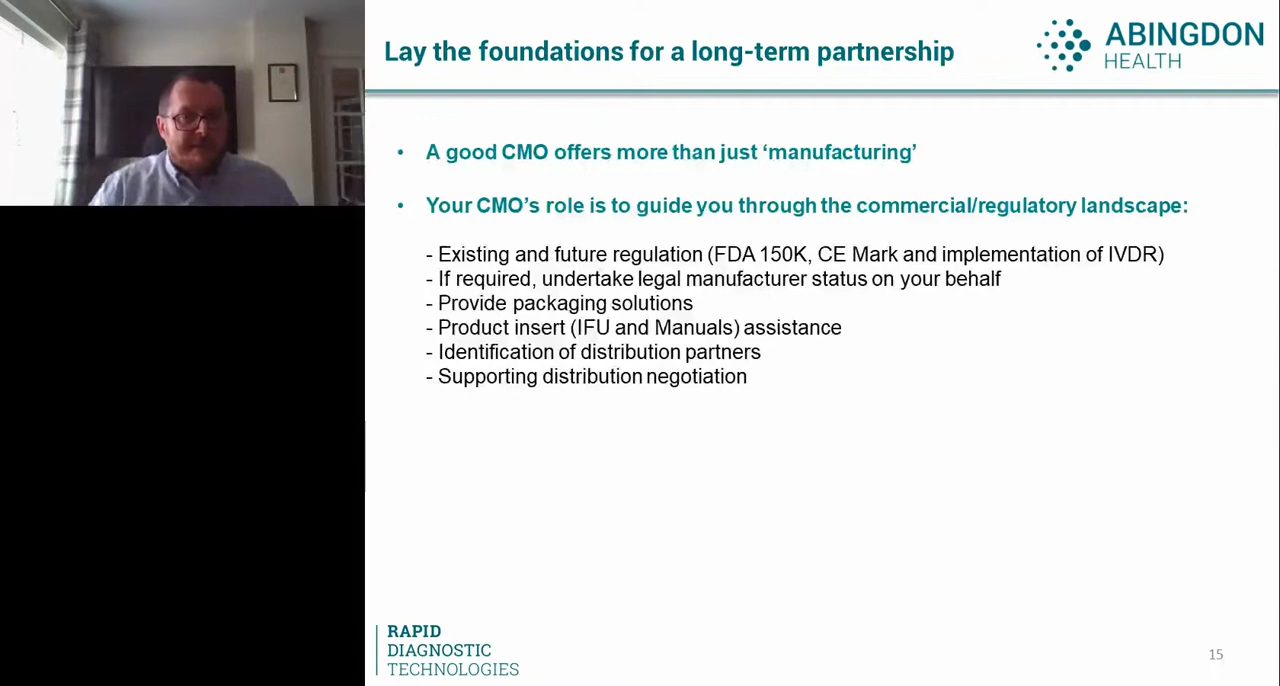 Lay the foundations for a long-term partnership
ABINGDON
HEALTH
• A good CMO offers more than just ‘manufacturing’
• Your CMO’s role is to guide you through the commercial/regulatory landscape:
- Existing and future regulation (FDA 150K, CE Mark and implementation of IVDR)
- If required, undertake legal manufacturer status on your behalf
- Provide packaging solutions
- Product insert (IFU and Manuals) assistance
- Identification of distribution partners
- Supporting distribution negotiation
RAPID
DIAGNOSTIC
TECHNOLOGIES
15